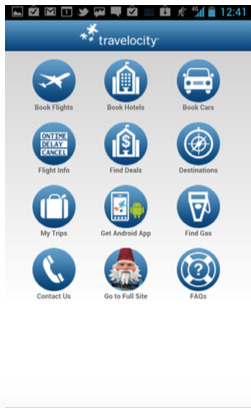 12:41
travelocity
Book Flights
Book Hotels
Book Cars
ONTIME
DELAY
CANCEL
$
Flight Info
Find Deals
Destinations
My Trips
Get Android App
Find Gas
?
Contact Us
Go to Full Site
FAQs